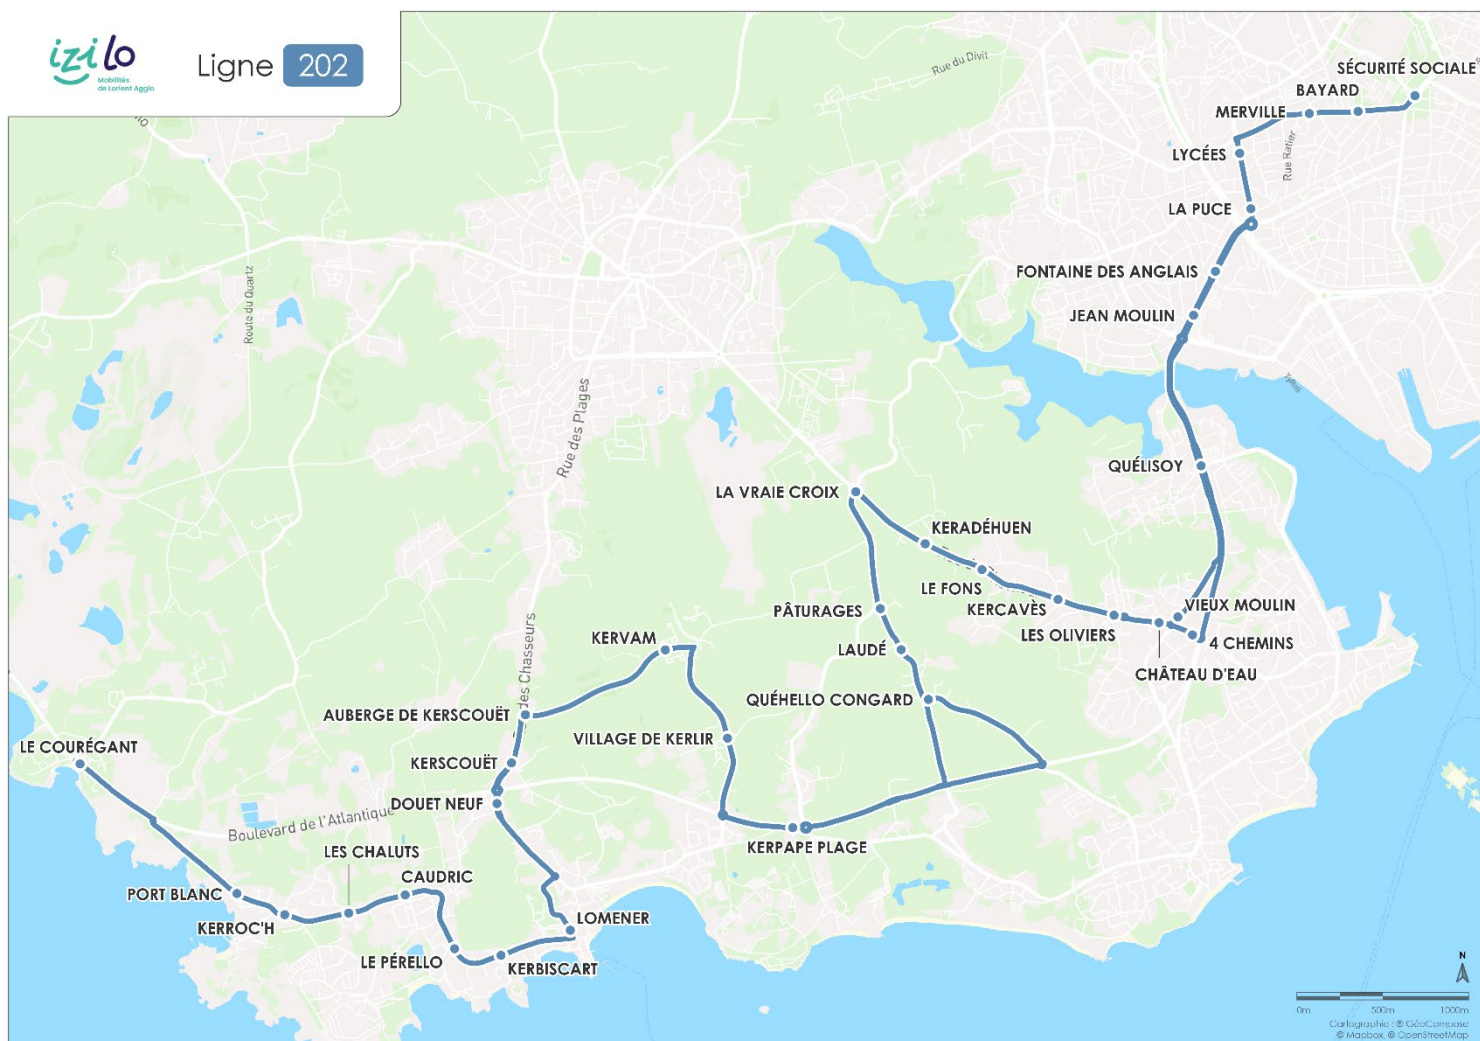 izilo
Mobilités
de Lorient Agglo
Ligne 202
Rue du Divit
SÉCURITÉ SOCIALE
BAYARD
MERVILLE
LYCÉES
Rue Ratier
LA PUCE
FONTAINE DES ANGLAIS
JEAN MOULIN
Route du Quartz
Rue des Plages
QUÉLISOY
LA VRAIE CROIX
KERADÉHUEN
LE FONS
KERCAVÈS
PÂTURAGES
VIEUX MOULIN
LES OLIVIERS
4 CHEMINS
CHÂTEAU D'EAU
KERVAM
LAUDÉ
des Chasseurs
QUÉHELLO CONGARD
AUBERGE DE KERSCOUËT
VILLAGE DE KERLIR
LE COURÉGANT
KERSCOUËT
DOUET NEUF
Boulevard de l'Atlantique
KERPAPE PLAGE
LES CHALUTS
CAUDRIC
PORT BLANC
KERROC'H
LOMENER
LE PÉRELLO
KERBISCART
N
0m 500m 1000m
Cartographie : © GéoCompose
© Mapbox, © OpenStreetMap